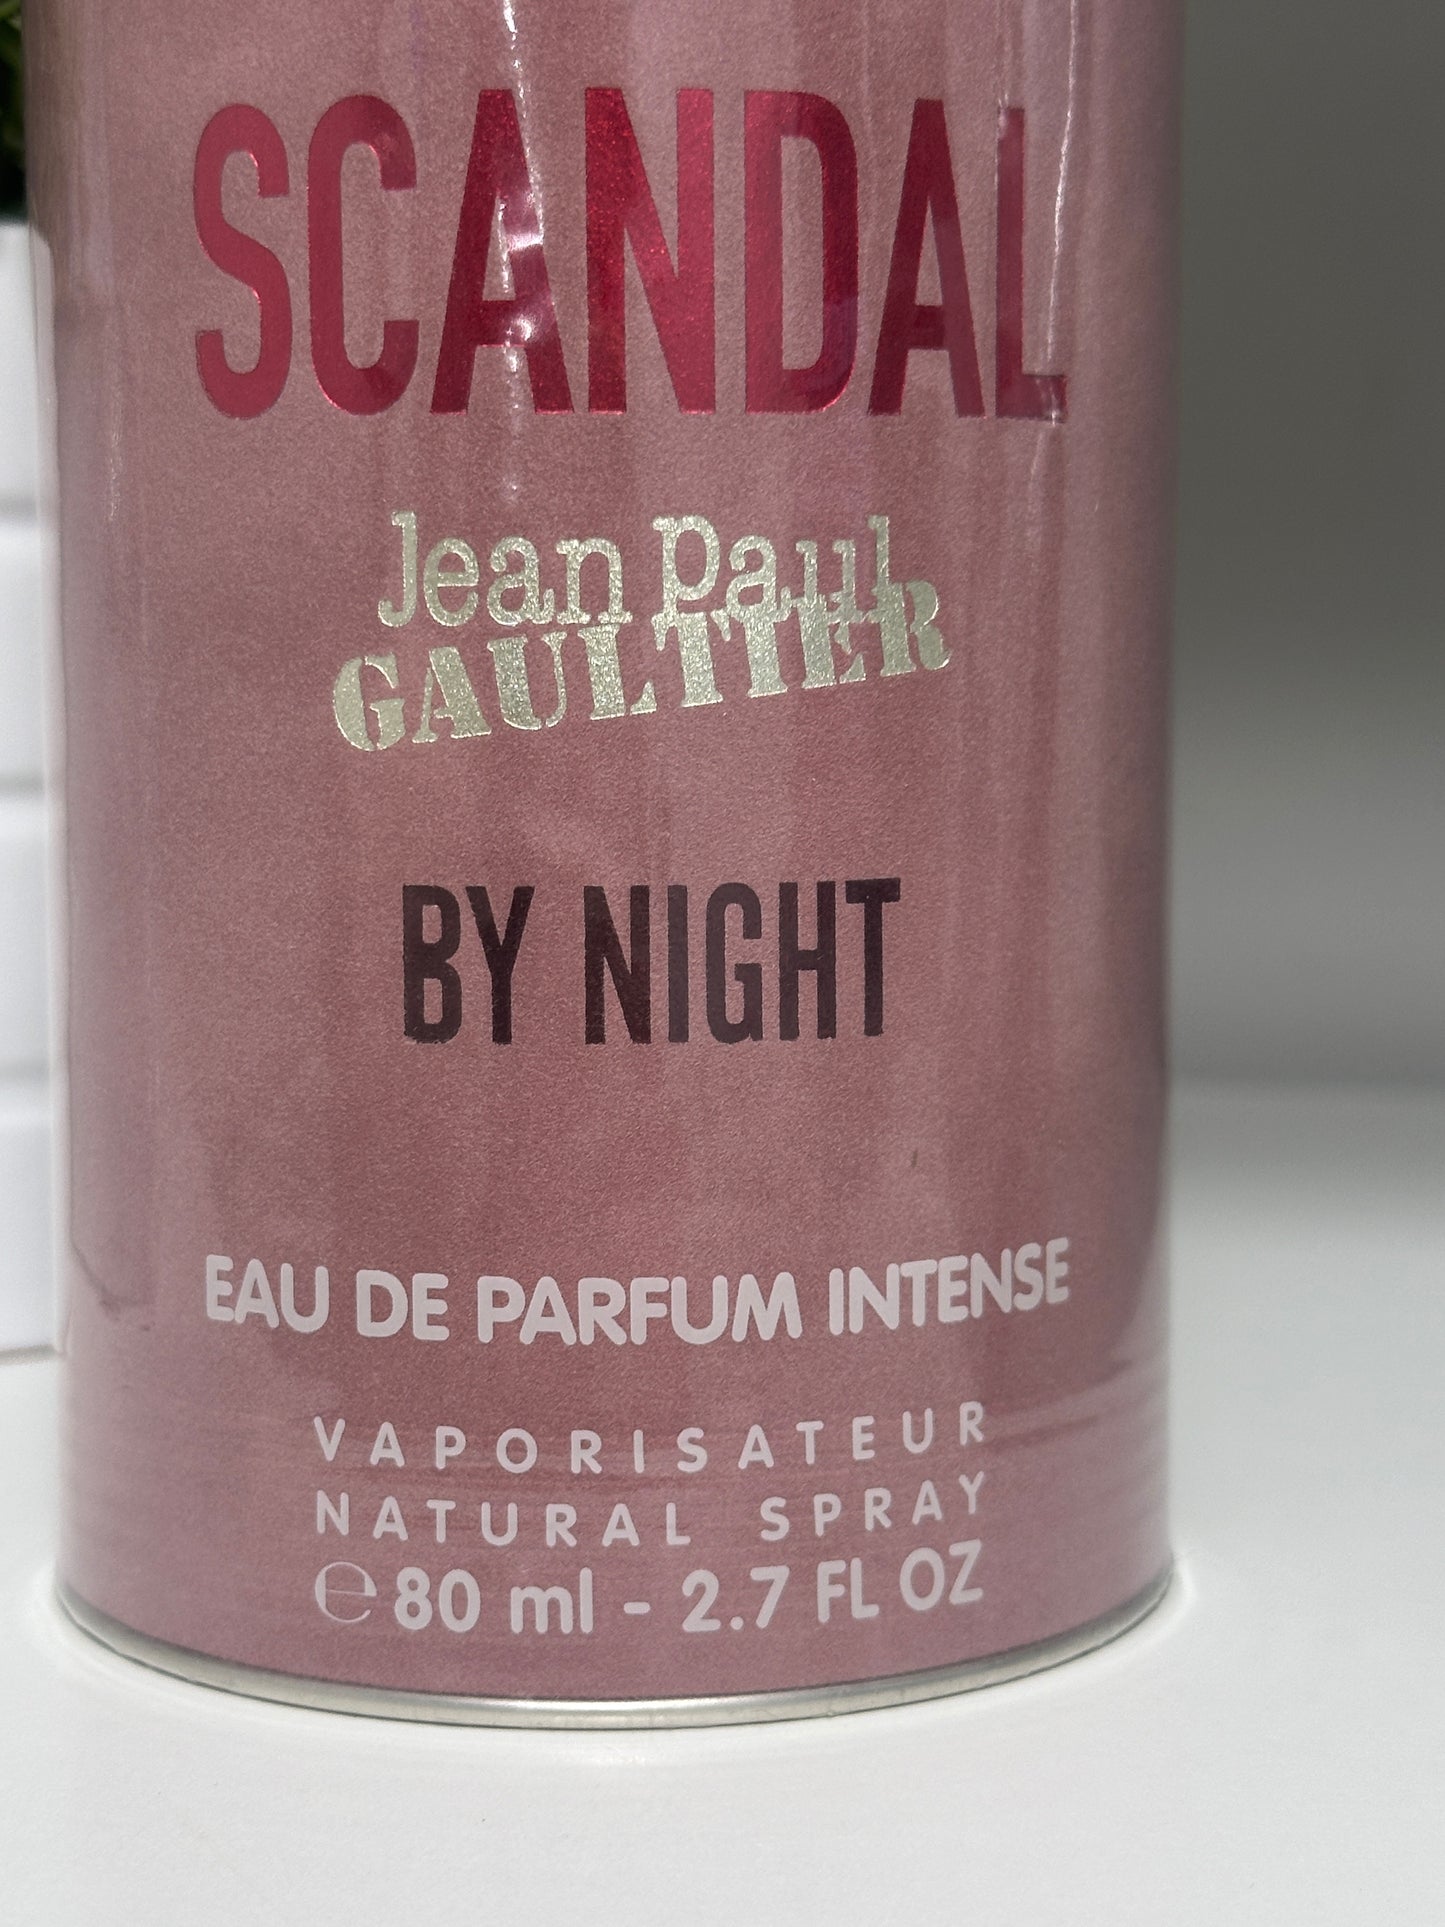 SCANDAL
Jean Paul
GAULTIER
BY NIGHT
EAU DE PARFUM INTENSE
VAPORISATEUR
NATURAL SPRAY
℮ 80 ml - 2.7 FL OZ